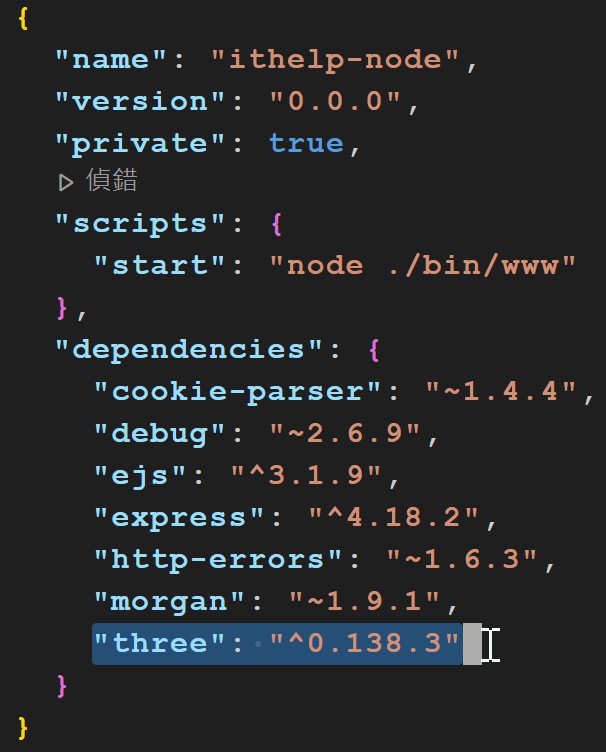 {
"name": "ithelp-node",
"version": "0.0.0",
"private": true,
偵錯
"scripts": {
"start": "node ./bin/www"
},
"dependencies": {
"cookie-parser": "~1.4.4",
"debug": "~2.6.9",
"ejs": "^3.1.9",
"express": "^4.18.2",
"http-errors": "~1.6.3",
"morgan": "~1.9.1",
"three": "^0.138.3"
}
}